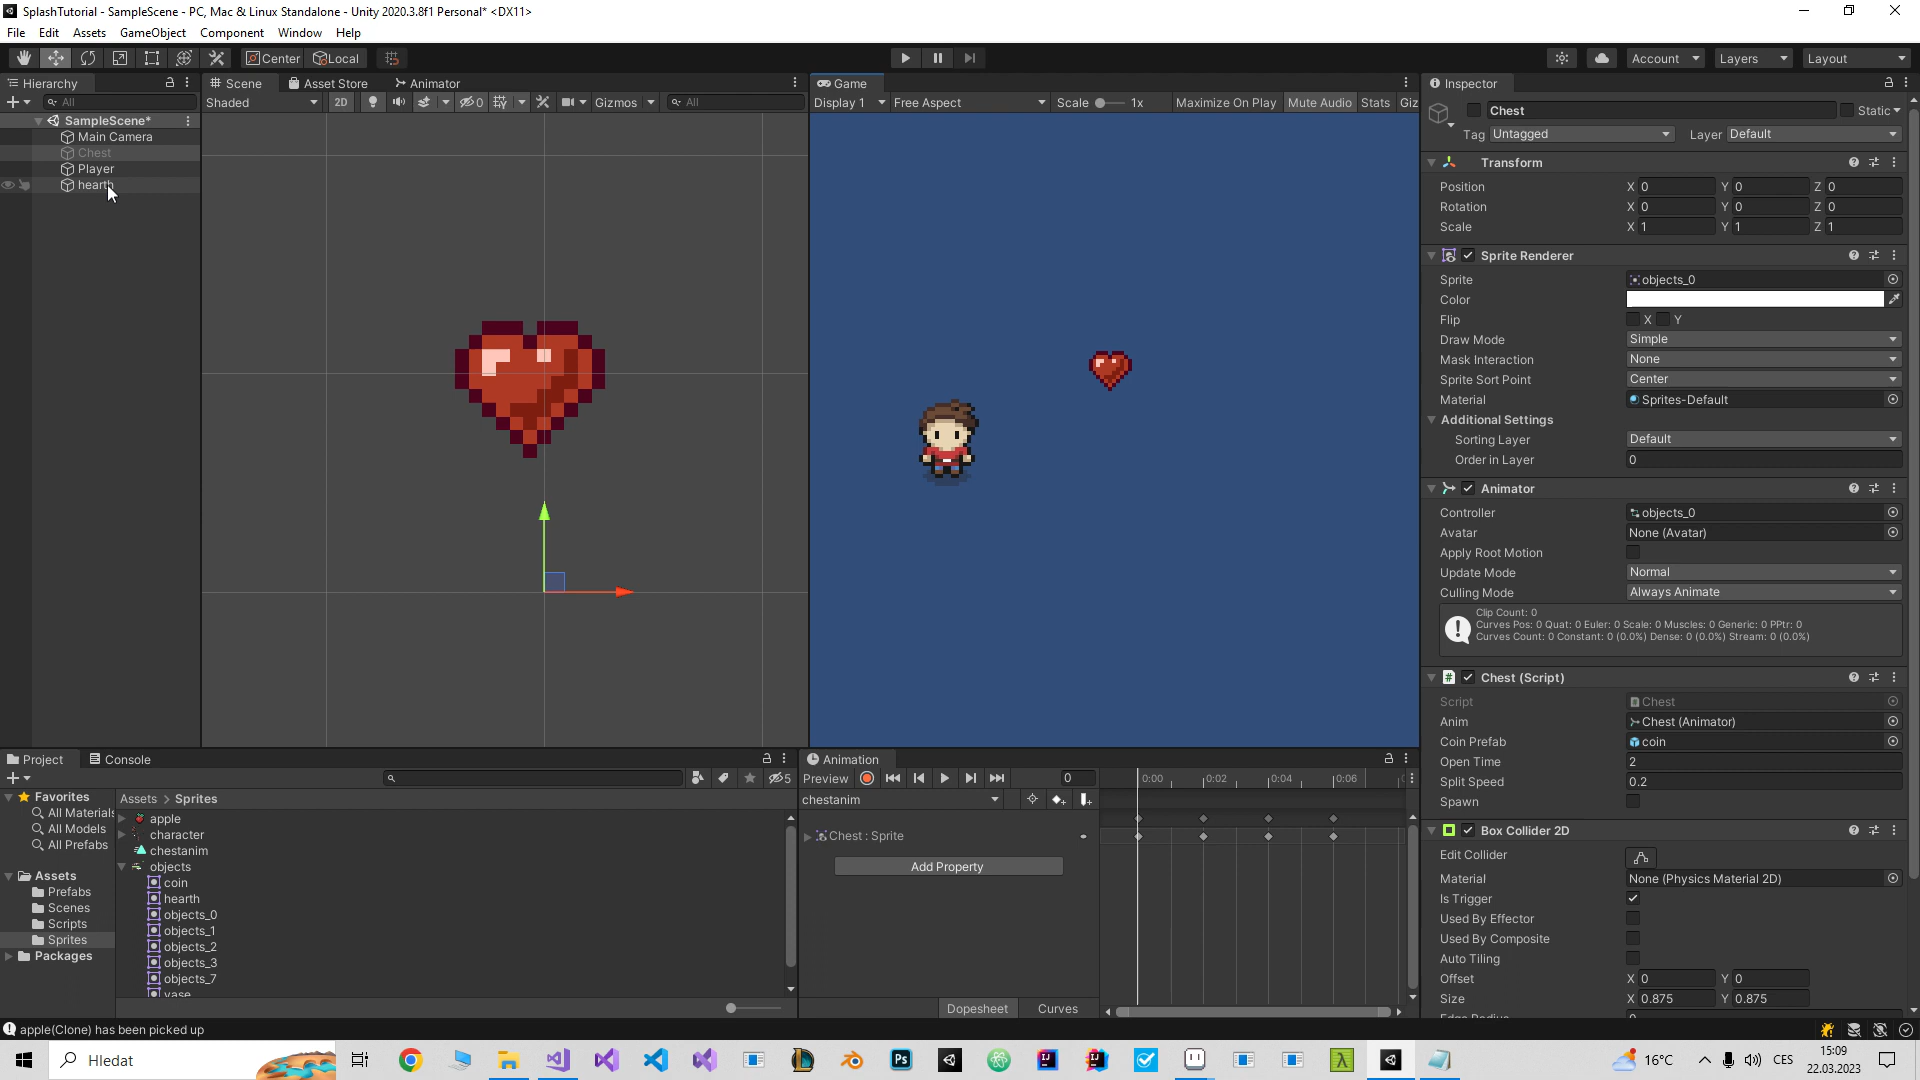 SplashTutorial - SampleScene - PC, Mac & Linux Standalone - Unity 2020.3.8f1 Personal* <DX11>
File Edit Assets GameObject Component Window Help
Center Local Account Layers Layout
Hierarchy Scene Asset Store Animator Game Inspector
All Shaded 2D 0 Gizmos All Display 1 Free Aspect Scale 1x Maximize On Play Mute Audio Stats Giz
SampleScene*
Main Camera
Chest
Player
hearth
Chest Static
Tag Untagged Layer Default
Transform
Position X 0 Y 0 Z 0
Rotation X 0 Y 0 Z 0
Scale X 1 Y 1 Z 1
Sprite Renderer
Sprite objects_0
Color
Flip X Y
Draw Mode Simple
Mask Interaction None
Sprite Sort Point Center
Material Sprites-Default
Additional Settings
Sorting Layer Default
Order in Layer 0
Animator
Controller objects_0
Avatar None (Avatar)
Apply Root Motion
Update Mode Normal
Culling Mode Always Animate
Clip Count: 0
Curves Pos: 0 Quat: 0 Euler: 0 Scale: 0 Muscles: 0 Generic: 0 PPtr: 0
Curves Count: 0 Constant: 0 (0.0%) Dense: 0 (0.0%) Stream: 0 (0.0%)
Chest (Script)
Script Chest
Anim Chest (Animator)
Coin Prefab coin
Open Time 2
Split Speed 0.2
Spawn
Box Collider 2D
Edit Collider
Material None (Physics Material 2D)
Is Trigger
Used By Effector
Used By Composite
Auto Tiling
Offset X 0 Y 0
Size X 0.875 Y 0.875
Project Console
5
Favorites
All Materials
All Models
All Prefabs
Assets
Prefabs
Scenes
Scripts
Sprites
Packages
Assets > Sprites
apple
character
chestanim
objects
coin
hearth
objects_0
objects_1
objects_2
objects_3
objects_7
vase
Animation
Preview 0 0:00 0:02 0:04 0:06
chestanim
Chest : Sprite
Add Property
Dopesheet Curves
apple(Clone) has been picked up
Hledat
Ps
16°C
CES
15:09
22.03.2023